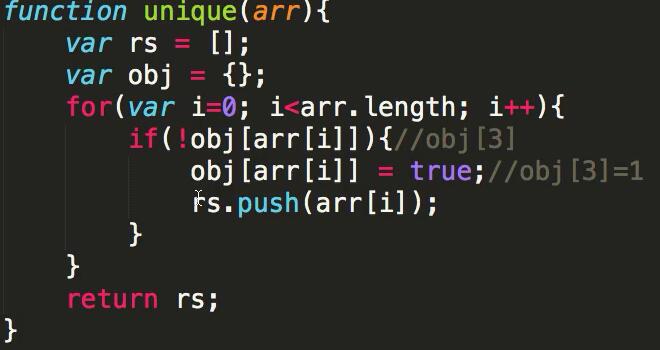 function unique(arr){
    var rs = [];
    var obj = {};
    for(var i=0; i<arr.length; i++){
        if(!obj[arr[i]]){//obj[3]
            obj[arr[i]] = true;//obj[3]=1
            rs.push(arr[i]);
        }
    }
    return rs;
}